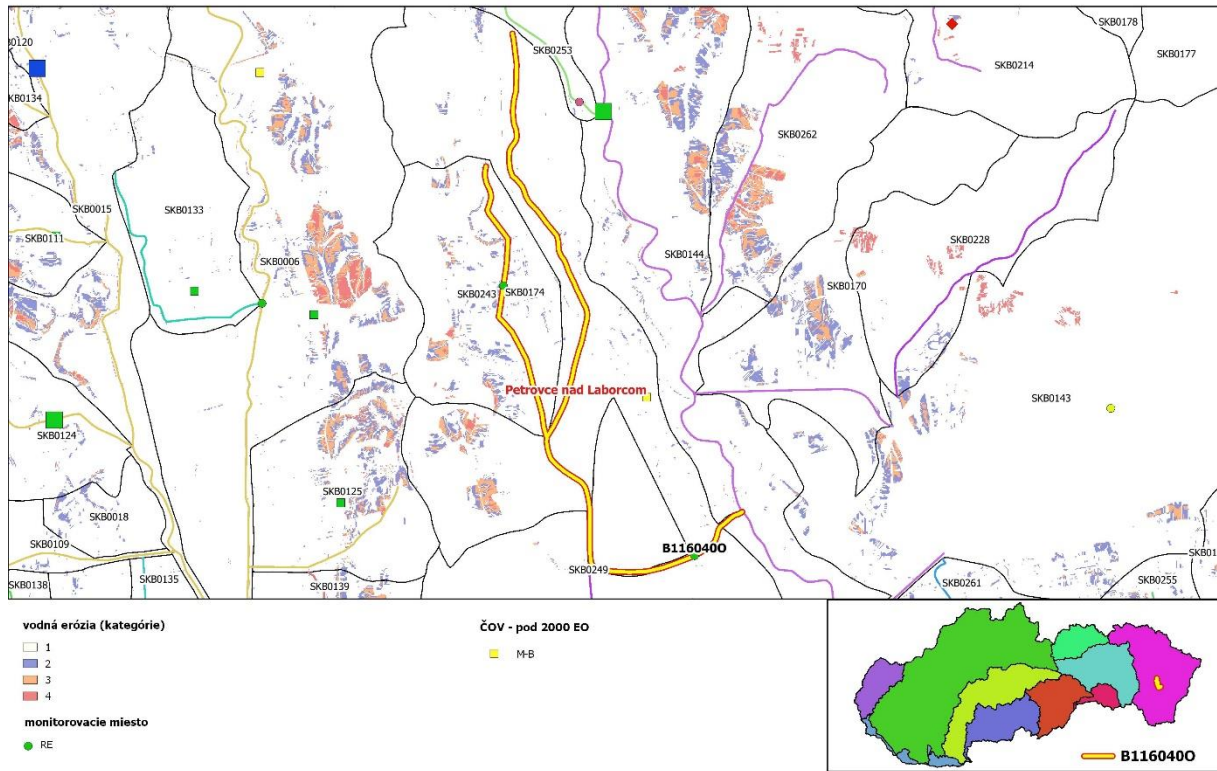 SKB0178
SKB0253
SKB0214
SKB0177
SKB0134
SKB0262
SKB0015
SKB0133
SKB0111
SKB0006
SKB0144
SKB0228
SKB0243
SKB0174
SKB0170
Petrovce nad Laborcom
SKB0143
SKB0124
SKB0125
SKB0018
SKB0109
B116040O
SKB0249
SKB0138
SKB0135
SKB0139
SKB0261
SKB0255
vodná erózia (kategórie)
1
2
3
4
monitorovacie miesto
RE
ČOV - pod 2000 EO
M-B
B116040O